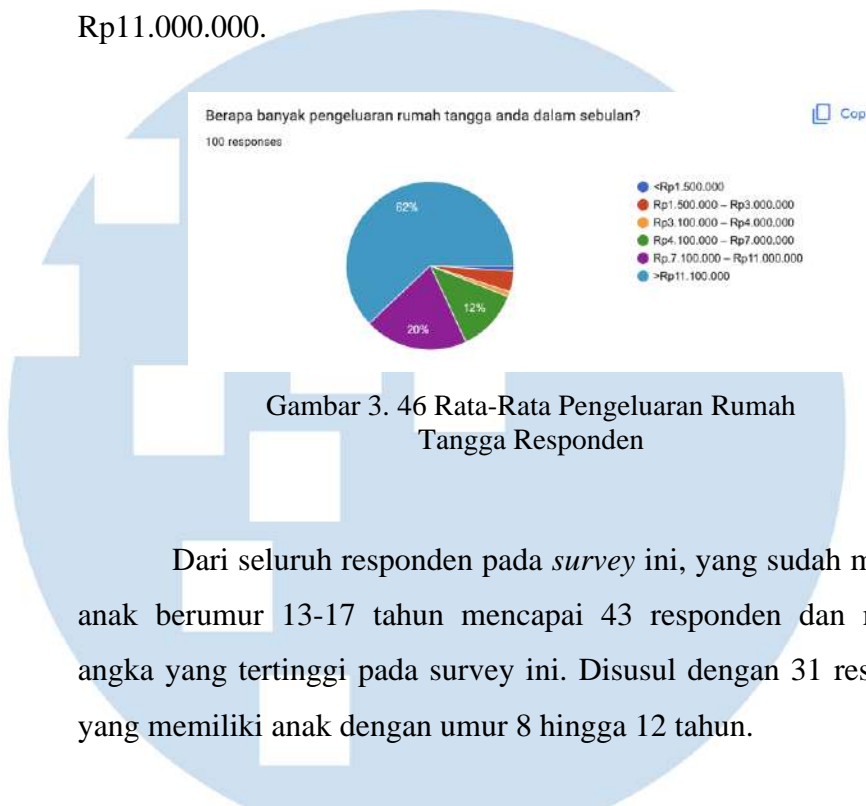 Rp11.000.000.
Berapa banyak pengeluaran rumah tangga anda dalam sebulan?
Cop
100 responses
<Rp1.500.000
Rp1.500.000 – Rp3.000.000
Rp3.100.000 – Rp4.000.000
Rp4.100.000 – Rp7.000.000
Rp.7.100.000 – Rp11.000.000
>Rp11.100.000
62%
12%
20%
Gambar 3. 46 Rata-Rata Pengeluaran Rumah
Tangga Responden
Dari seluruh responden pada survey ini, yang sudah
anak berumur 13-17 tahun mencapai 43 responden dan
angka yang tertinggi pada survey ini. Disusul dengan 31
yang memiliki anak dengan umur 8 hingga 12 tahun.